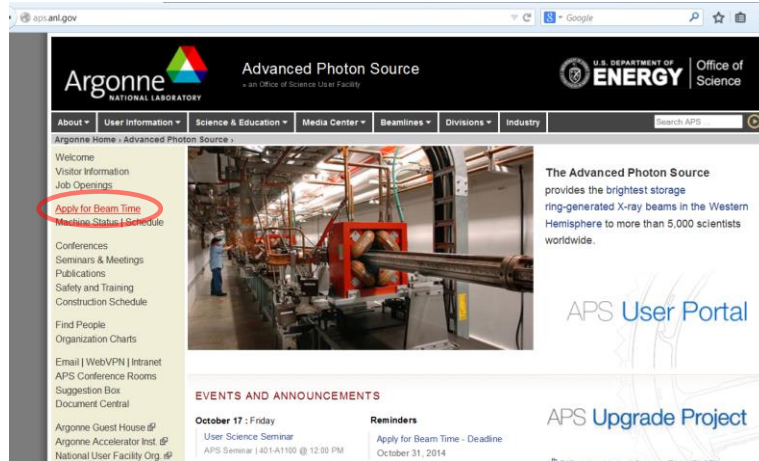 aps.anl.gov
Google
Argonne
NATIONAL LABORATORY
Advanced Photon Source
» an Office of Science User Facility
U.S. DEPARTMENT OF
ENERGY
Office of
Science
About
User Information
Science & Education
Media Center
Beamlines
Divisions
Industry
Search APS ...
Argonne Home › Advanced Photon Source ›
Welcome
Visitor Information
Job Openings
Apply for Beam Time
Machine Status | Schedule
Conferences
Seminars & Meetings
Publications
Safety and Training
Construction Schedule
Find People
Organization Charts
Email | WebVPN | Intranet
APS Conference Rooms
Suggestion Box
Document Central
Argonne Guest House
Argonne Accelerator Inst.
National User Facility Org.
The Advanced Photon Source
provides the brightest storage
ring-generated X-ray beams in the Western
Hemisphere to more than 5,000 scientists
worldwide.
APS User Portal
EVENTS AND ANNOUNCEMENTS
October 17 : Friday
User Science Seminar
APS Seminar | 401-A1100 @ 12:00 PM
Reminders
Apply for Beam Time - Deadline
October 31, 2014
APS Upgrade Project